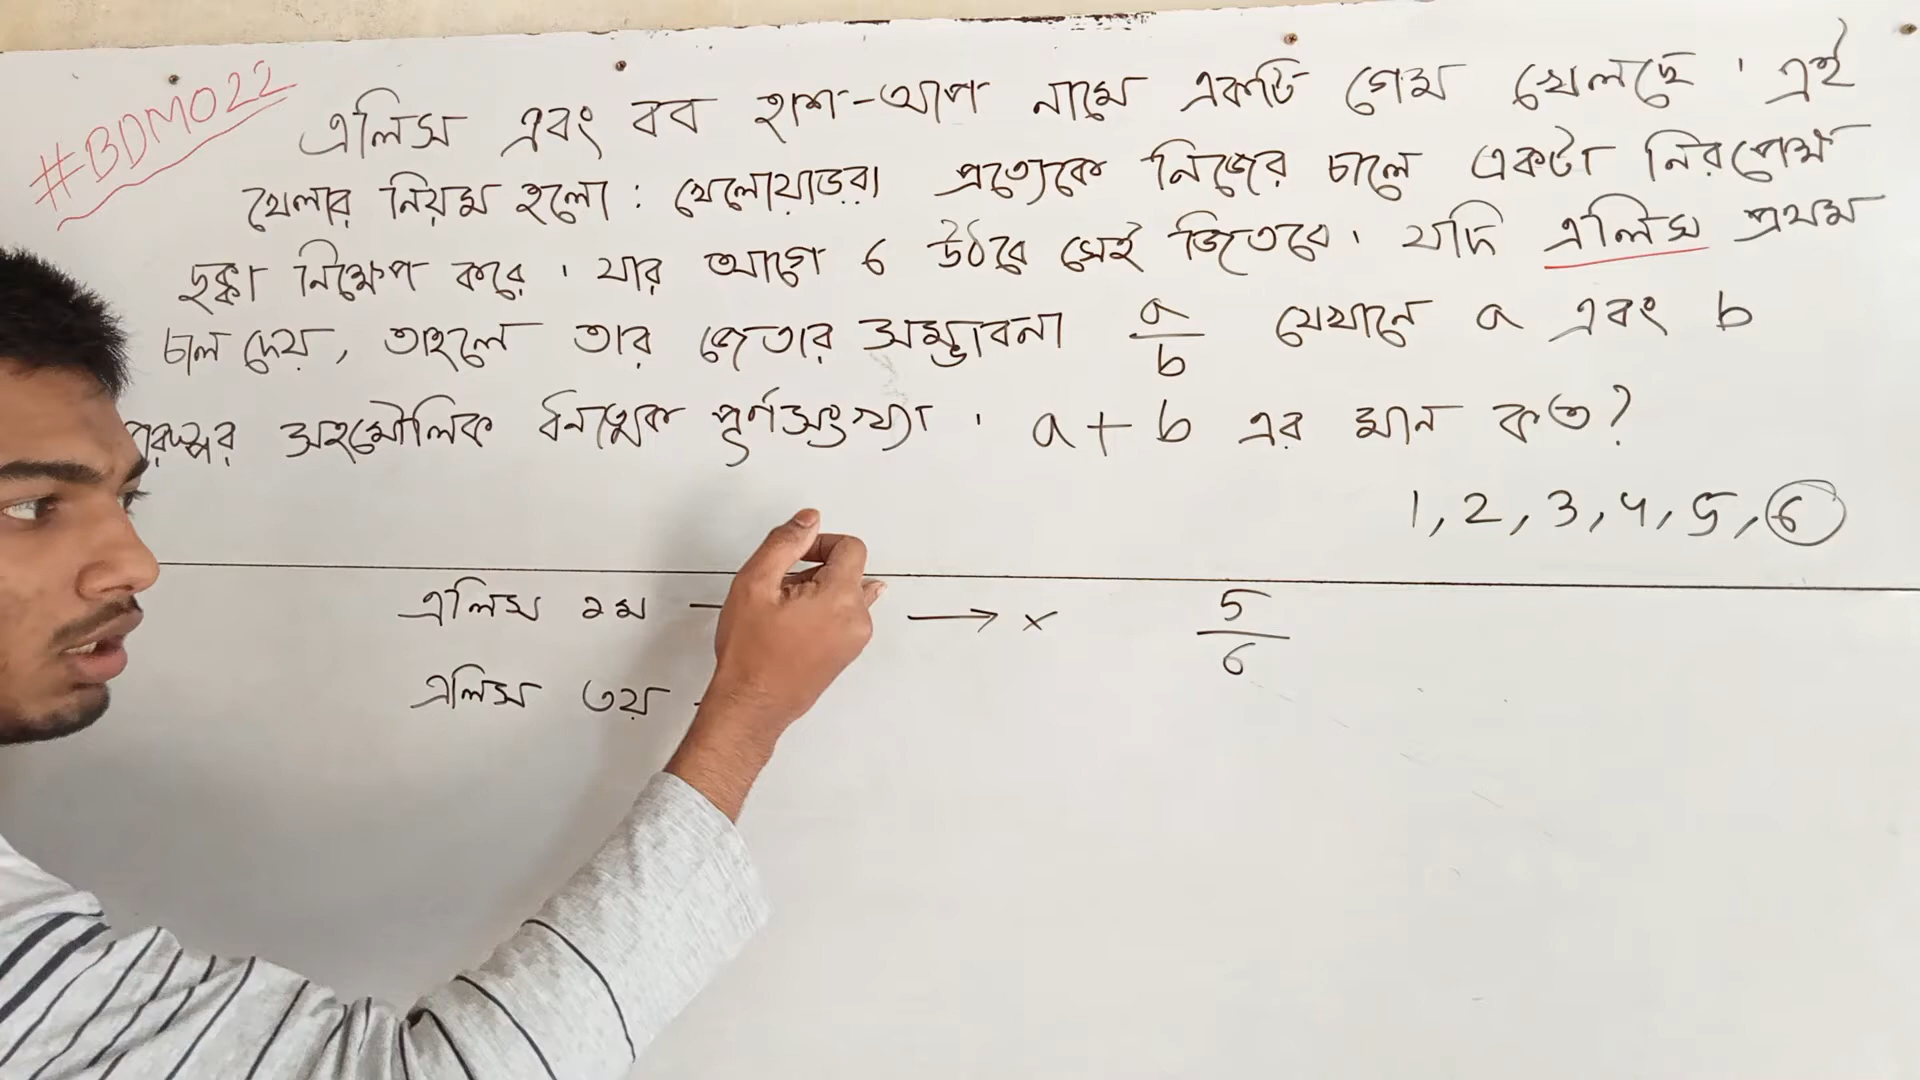 #BDMO22
এলিস এবং বব হাশ-আপ নামে একটি গেম খেলছে । এই
খেলার নিয়ম হলো : খেলোয়াড়রা প্রত্যেকে নিজের চালে একটা নিরপেক্ষ
ছক্কা নিক্ষেপ করে । যার আগে 6 উঠবে সেই জিতবে । যদি এলিস প্রথম
চাল দেয়, তাহলে তার জেতার সম্ভাবনা a/b যেখানে a এবং b
পরস্পর সহমৌলিক ধনাত্মক পূর্ণসংখ্যা । a+b এর মান কত?
1, 2, 3, 4, 5, 6
এলিস ১ম – → × 5/6
এলিস ৩য় -